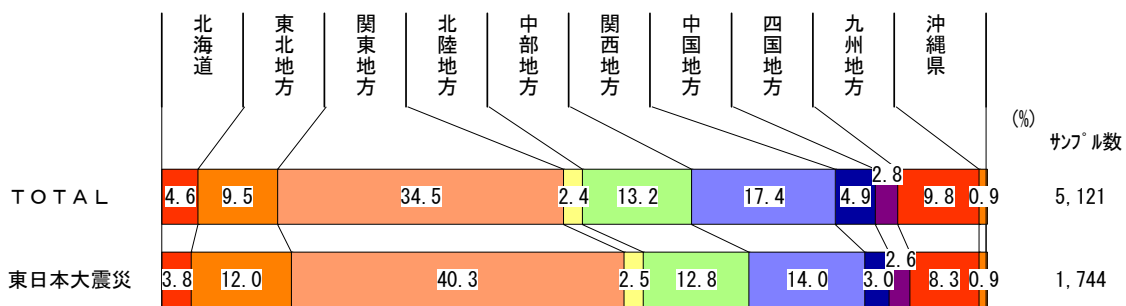 北海道 東北地方 関東地方 北陸地方 中部地方 関西地方 中国地方 四国地方 九州地方 沖縄県
(%)
ｻﾝﾌﾟﾙ数
ＴＯＴＡＬ 4.6 9.5 34.5 2.4 13.2 17.4 4.9 2.8 9.8 0.9 5,121
東日本大震災 3.8 12.0 40.3 2.5 12.8 14.0 3.0 2.6 8.3 0.9 1,744